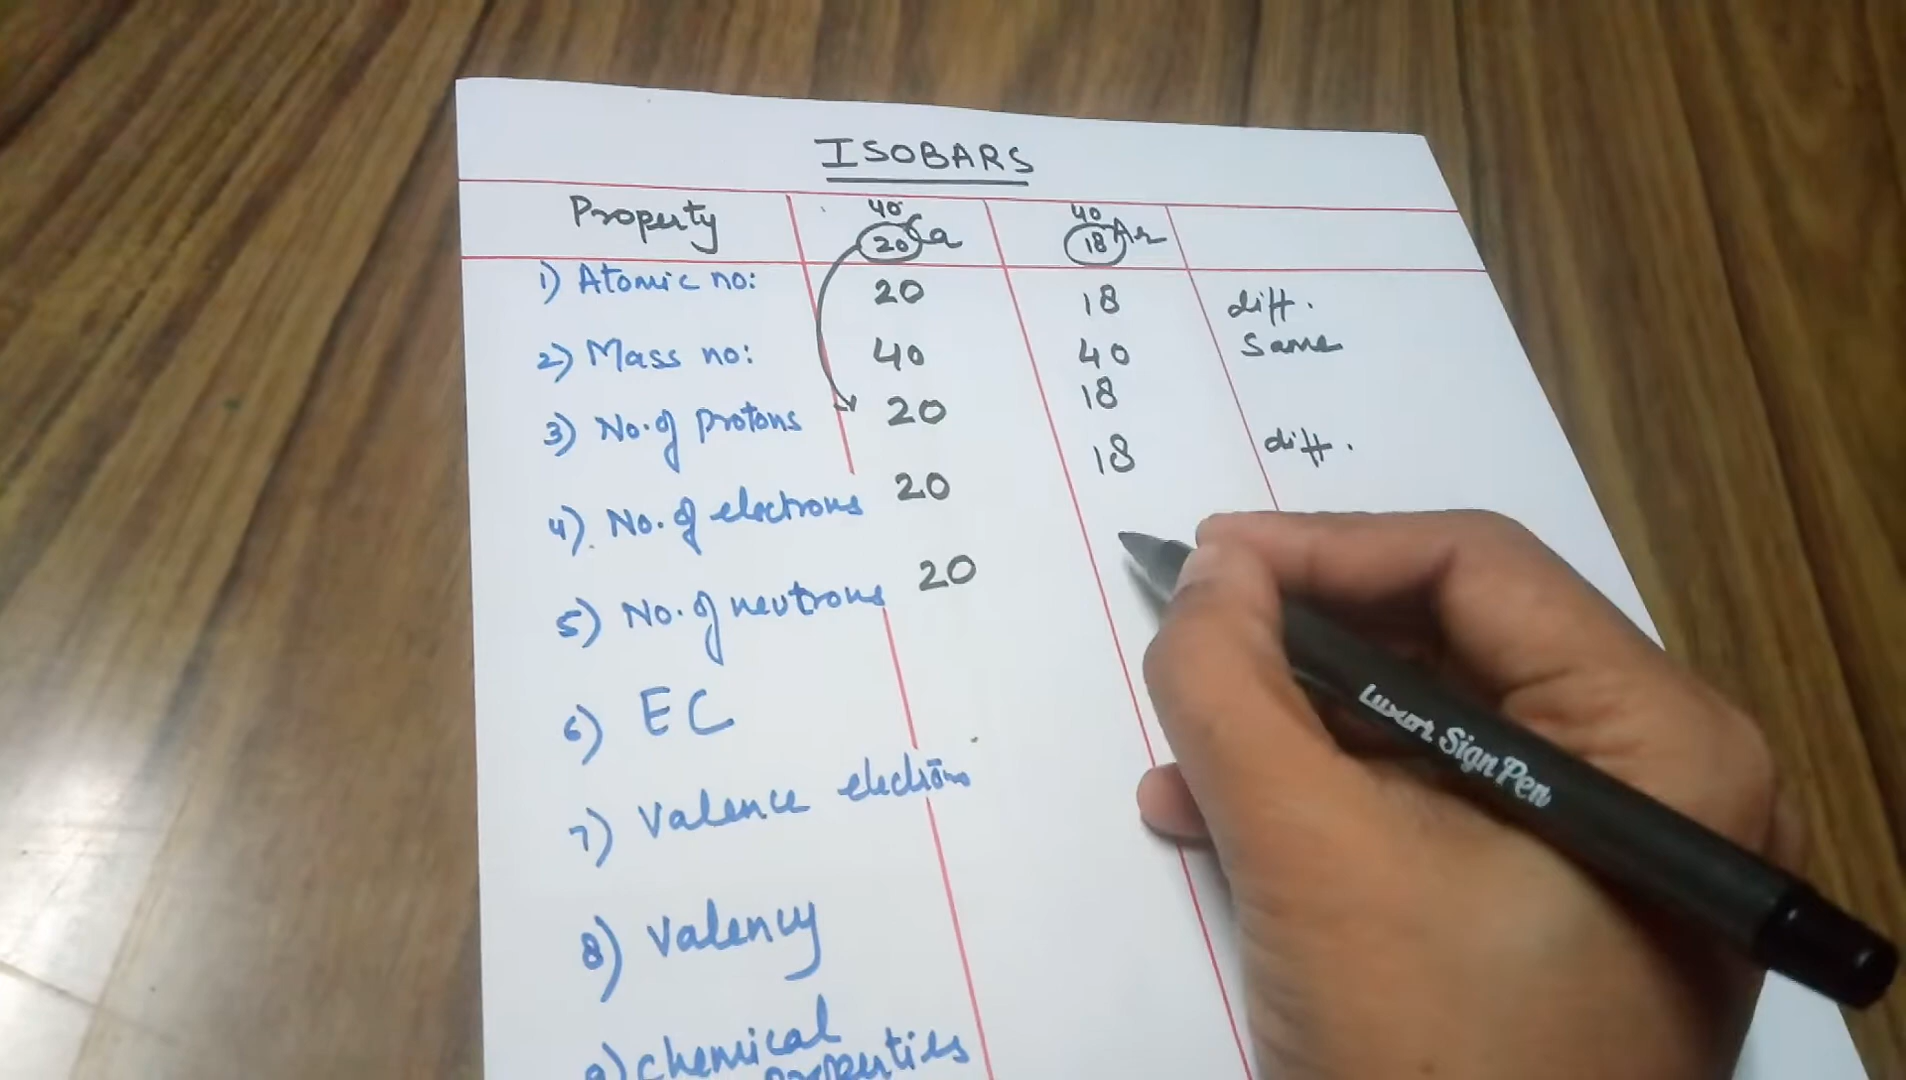 ISOBARS
Property 40 20 Ca 40 18 Ar
1) Atomic no: 20 18 diff.
2) Mass no: 40 40 Same
3) No. of protons 20 18
4) No. of electrons 20 18 diff.
5) No. of neutrons 20
6) EC
7) Valence electrons
8) Valency
9) chemical
properties
Luxor Sign Pen